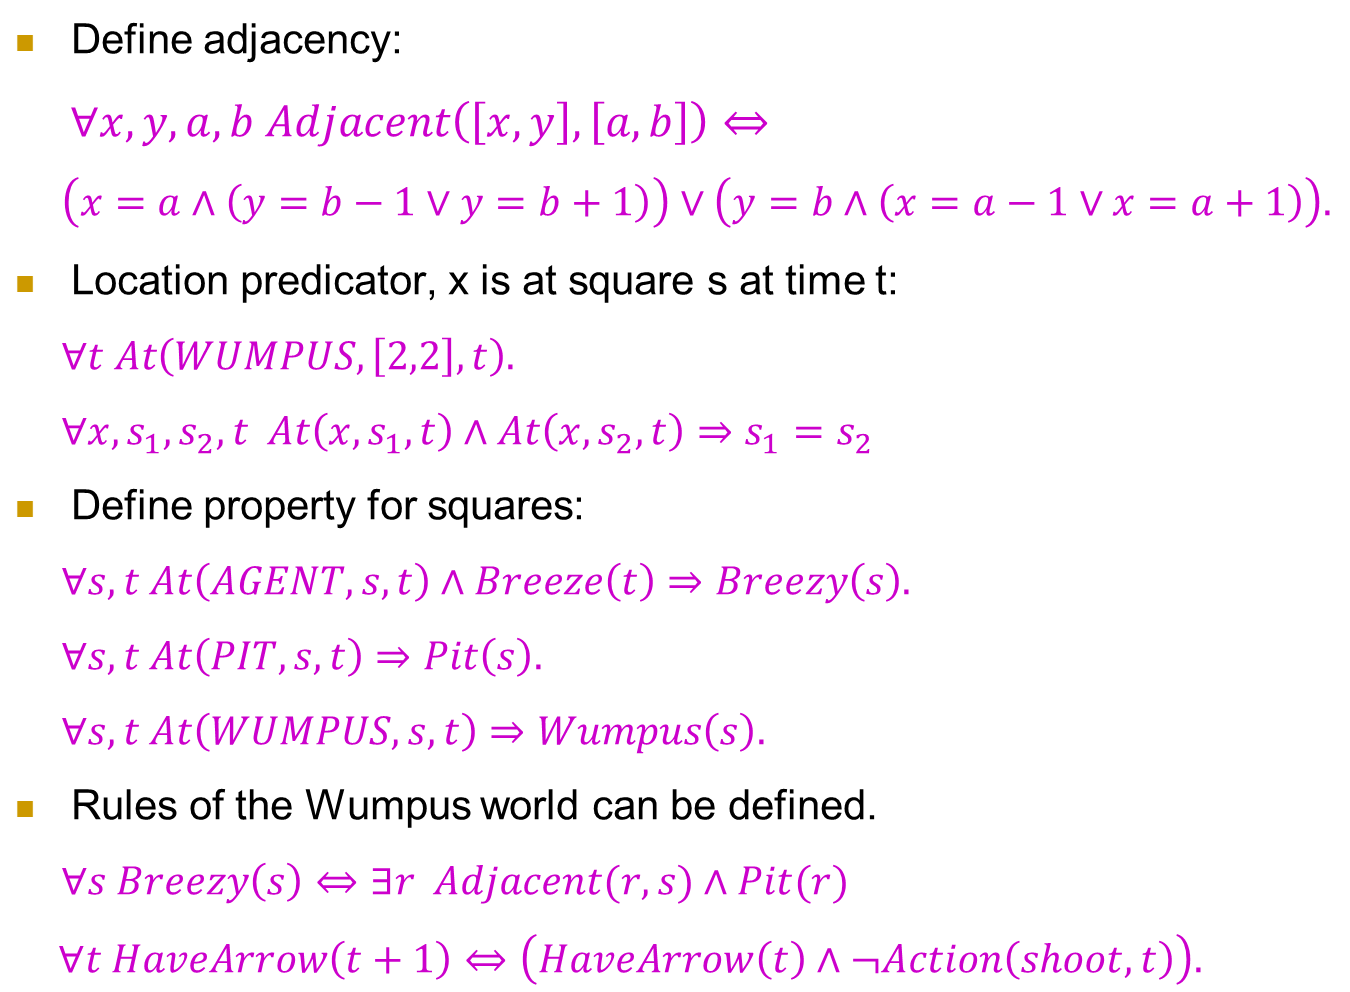 Define adjacency:
∀x, y, a, b Adjacent([x, y], [a, b]) ⇔
(x = a ∧ (y = b − 1 ∨ y = b + 1)) ∨ (y = b ∧ (x = a − 1 ∨ x = a + 1)).
Location predicator, x is at square s at time t:
∀t At(WUMPUS, [2,2], t).
∀x, s₁, s₂, t At(x, s₁, t) ∧ At(x, s₂, t) ⇒ s₁ = s₂
Define property for squares:
∀s, t At(AGENT, s, t) ∧ Breeze(t) ⇒ Breezy(s).
∀s, t At(PIT, s, t) ⇒ Pit(s).
∀s, t At(WUMPUS, s, t) ⇒ Wumpus(s).
Rules of the Wumpus world can be defined.
∀s Breezy(s) ⇔ ∃r Adjacent(r, s) ∧ Pit(r)
∀t HaveArrow(t + 1) ⇔ (HaveArrow(t) ∧ ¬Action(shoot, t)).